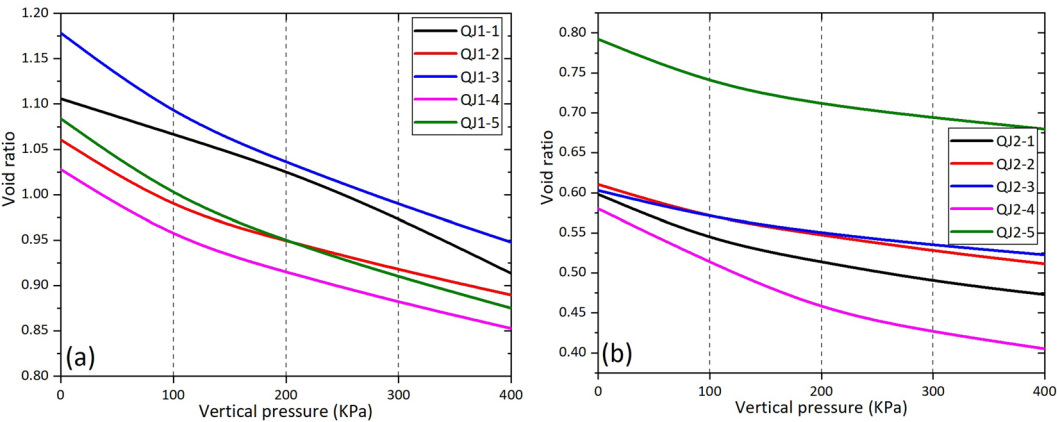 1.20
1.15
1.10
1.05
1.00
0.95
0.90
0.85
0.80
Void ratio
QJ1-1
QJ1-2
QJ1-3
QJ1-4
QJ1-5
(a)
0 100 200 300 400
Vertical pressure (KPa)
0.80
0.75
0.70
0.65
0.60
0.55
0.50
0.45
0.40
Void ratio
QJ2-1
QJ2-2
QJ2-3
QJ2-4
QJ2-5
(b)
0 100 200 300 400
Vertical pressure (KPa)